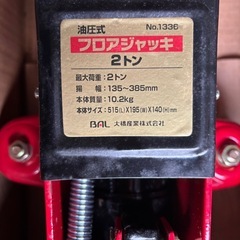 油圧式 No.1336
フロアジャッキ
2トン
最大荷重：2トン
揚 幅：135～385mm
本体質量：10.2kg
本体サイズ：515(L)X195(W)X140(H)mm
BAL 大橋産業株式会社